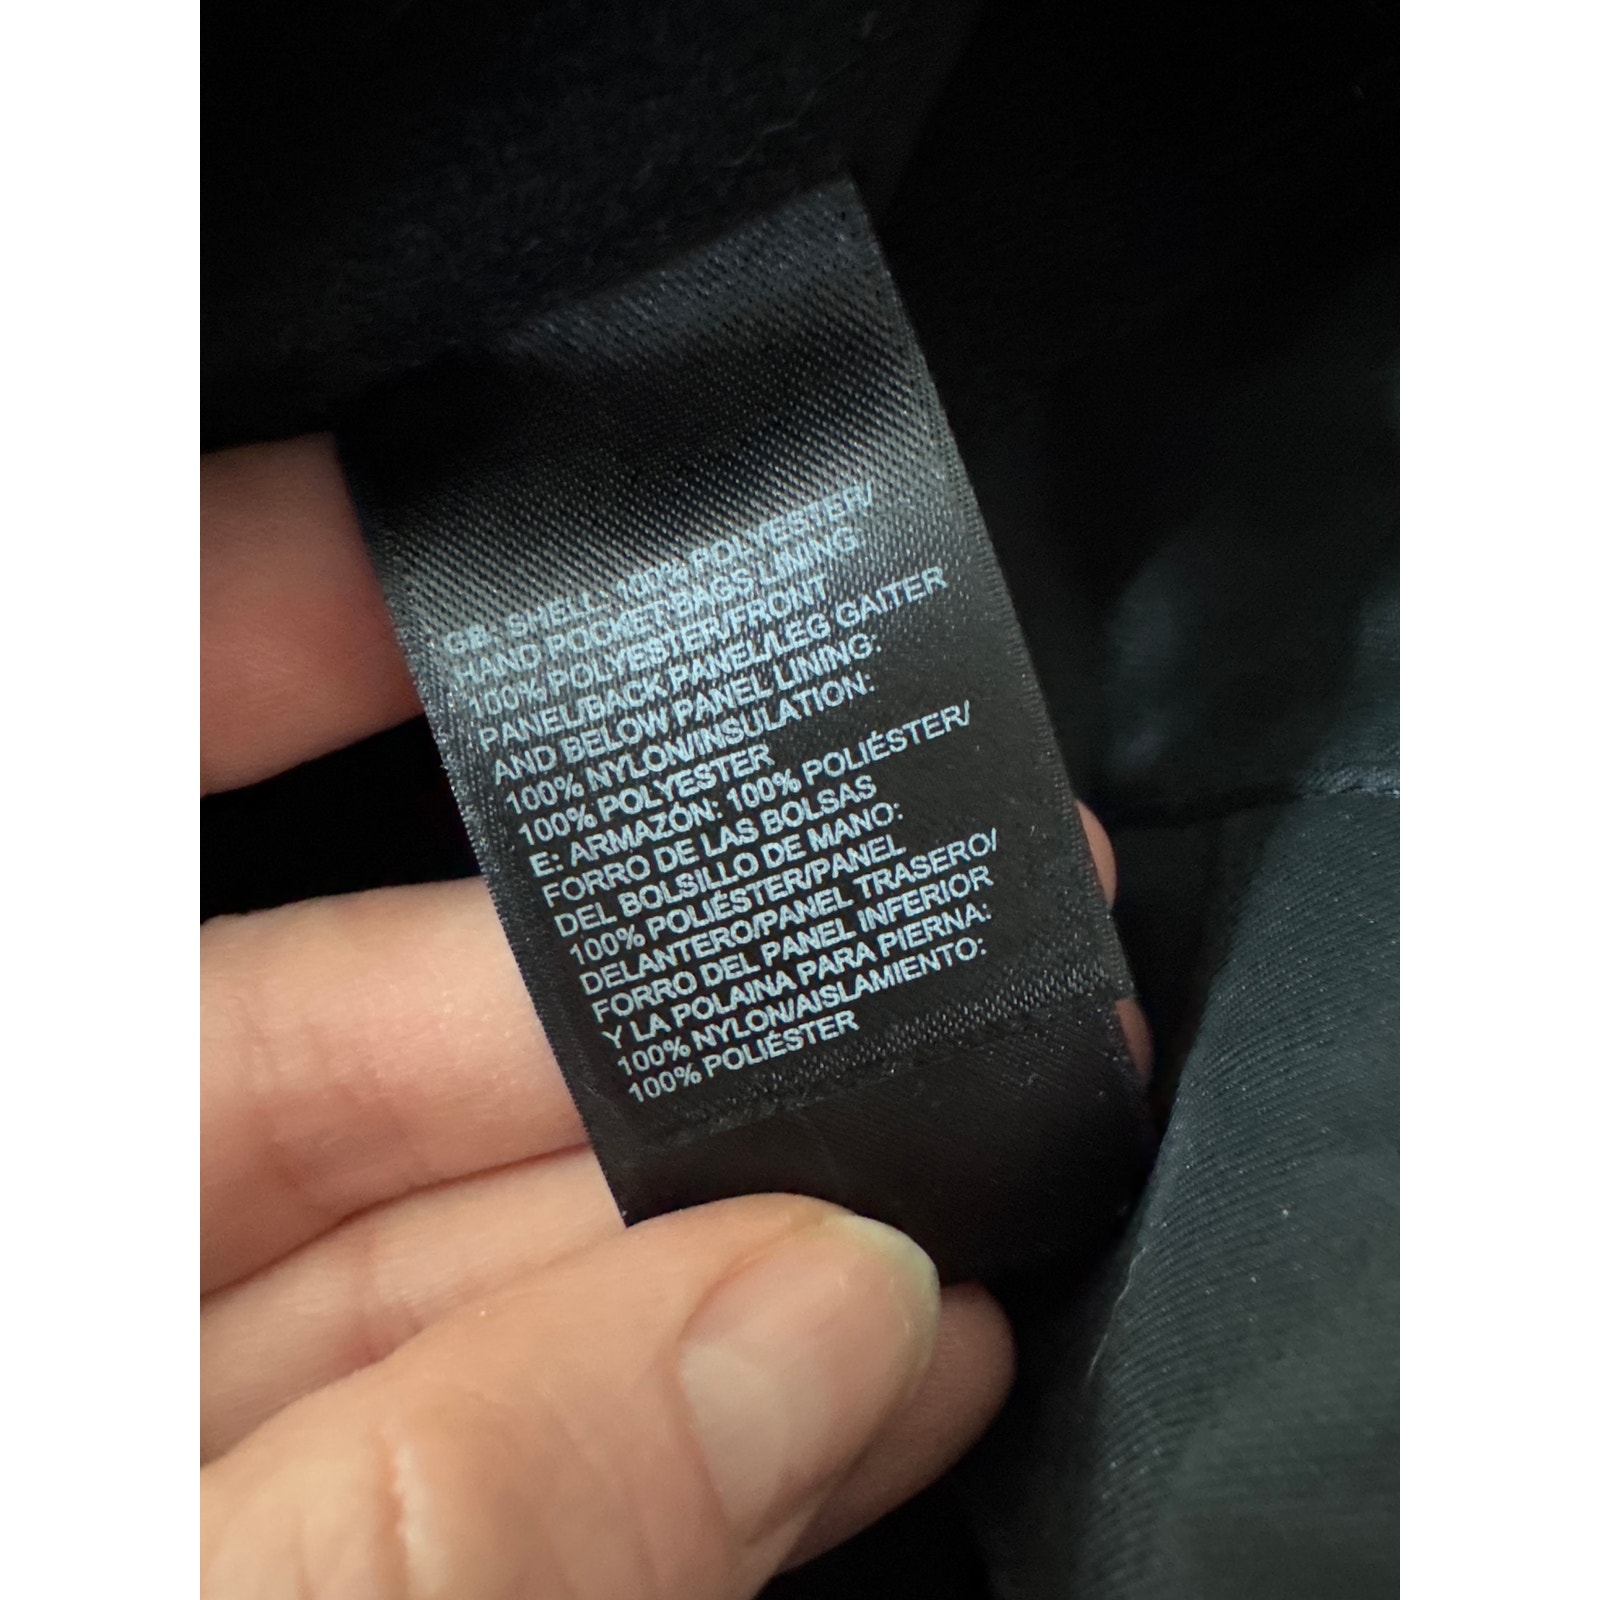 GB: SHELL: 100% POLYESTER/
HAND POCKET BAGS LINING
100% POLYESTER/FRONT
PANEL/BACK PANEL/LEG GAITER
AND BELOW PANEL LINING:
100% NYLON/INSULATION:
100% POLYESTER
E: ARMAZÓN: 100% POLIÉSTER/
FORRO DE LAS BOLSAS
DEL BOLSILLO DE MANO:
100% POLIÉSTER/PANEL
DELANTERO/PANEL TRASERO/
FORRO DEL PANEL INFERIOR
Y LA POLAINA PARA PIERNA:
100% NYLON/AISLAMIENTO:
100% POLIÉSTER